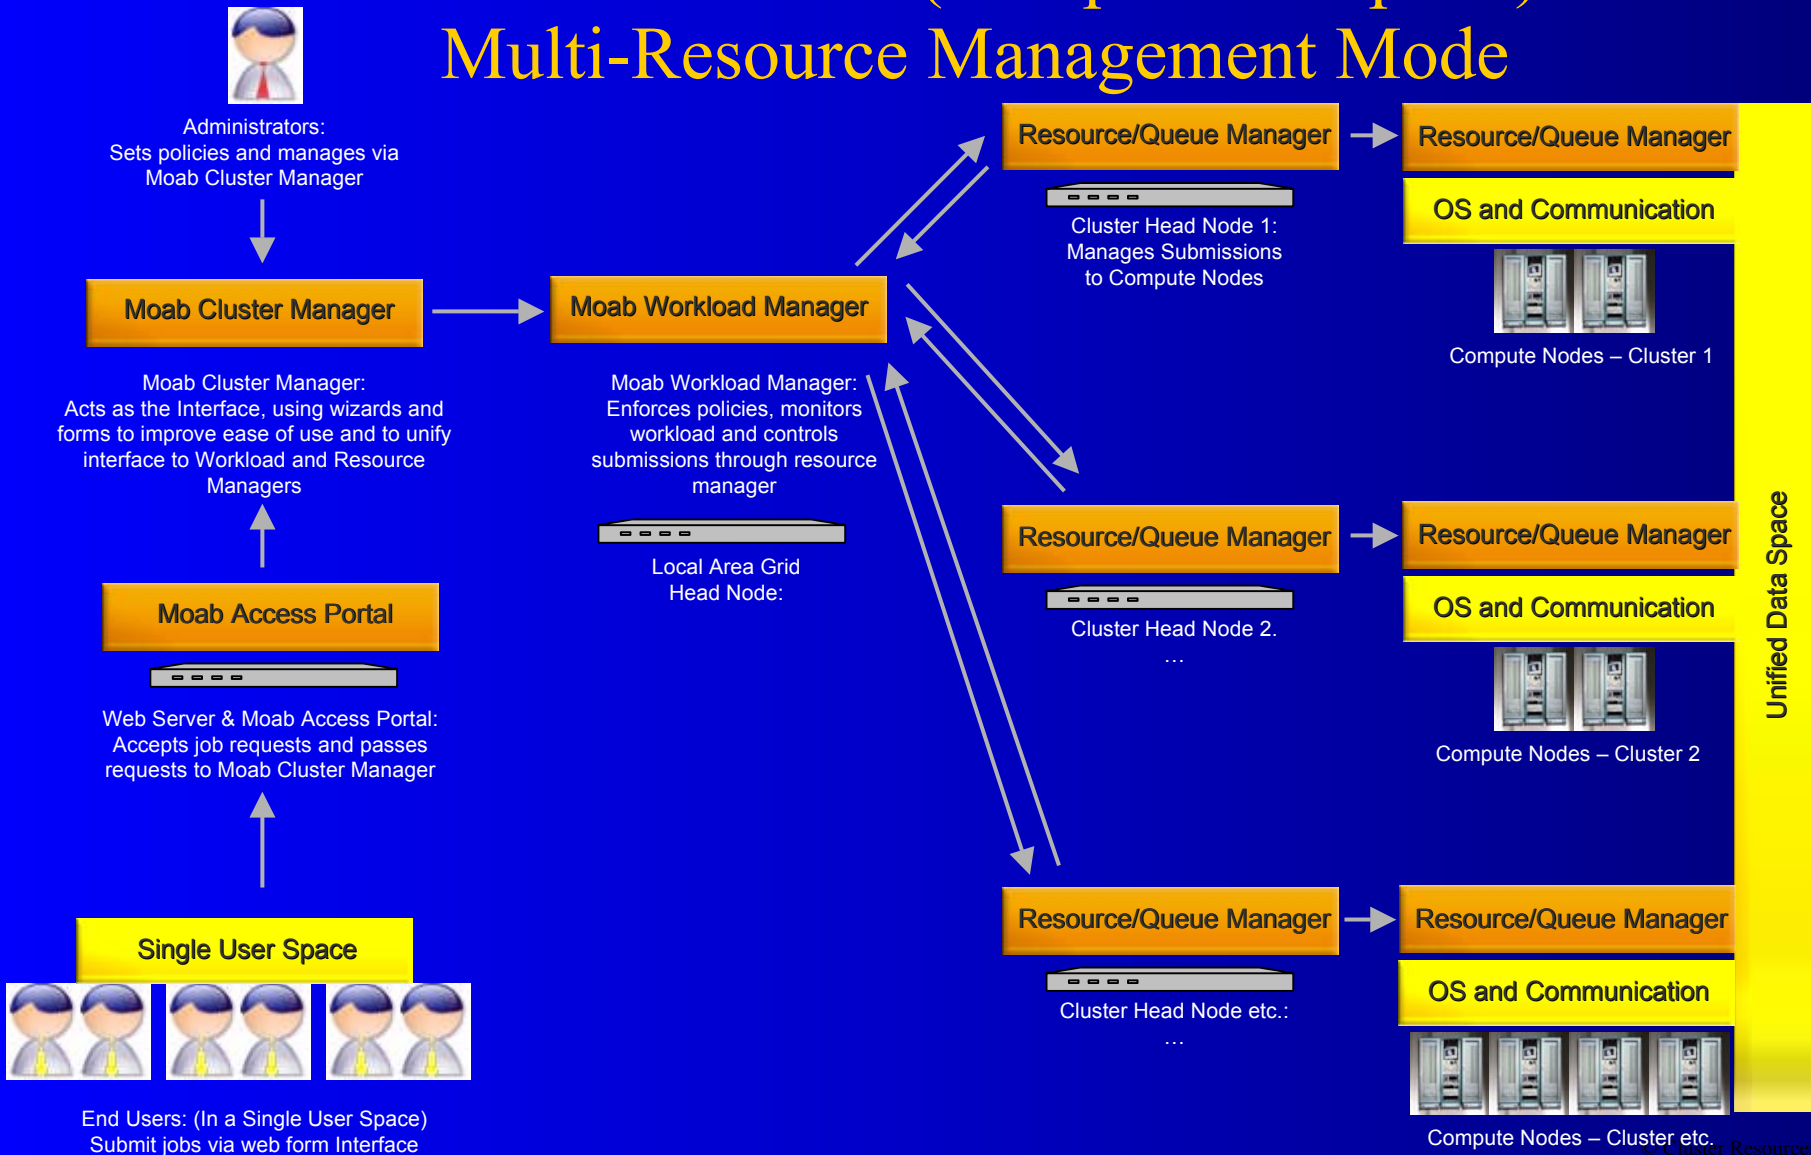 Multi-Resource Management Mode
Administrators:
Sets policies and manages via
Moab Cluster Manager
Moab Cluster Manager
Moab Cluster Manager:
Acts as the Interface, using wizards and
forms to improve ease of use and to unify
interface to Workload and Resource
Managers
Moab Access Portal
Web Server & Moab Access Portal:
Accepts job requests and passes
requests to Moab Cluster Manager
Single User Space
End Users: (In a Single User Space)
Submit jobs via web form Interface
Moab Workload Manager
Moab Workload Manager:
Enforces policies, monitors
workload and controls
submissions through resource
manager
Local Area Grid
Head Node:
Resource/Queue Manager
Cluster Head Node 1:
Manages Submissions
to Compute Nodes
Resource/Queue Manager
OS and Communication
Compute Nodes – Cluster 1
Resource/Queue Manager
Cluster Head Node 2.
…
Resource/Queue Manager
OS and Communication
Compute Nodes – Cluster 2
Resource/Queue Manager
Cluster Head Node etc.:
…
Resource/Queue Manager
OS and Communication
Compute Nodes – Cluster etc.
Unified Data Space